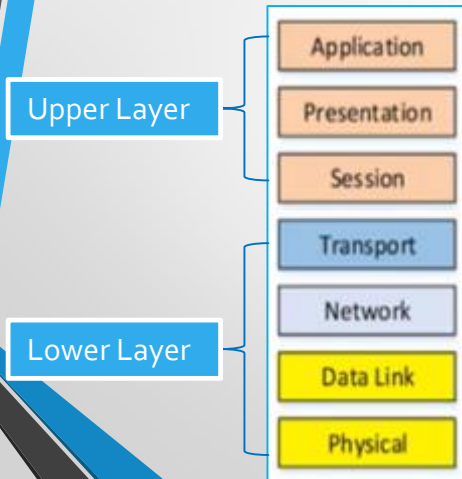 Application
Upper Layer
Presentation
Session
Transport
Network
Lower Layer
Data Link
Physical